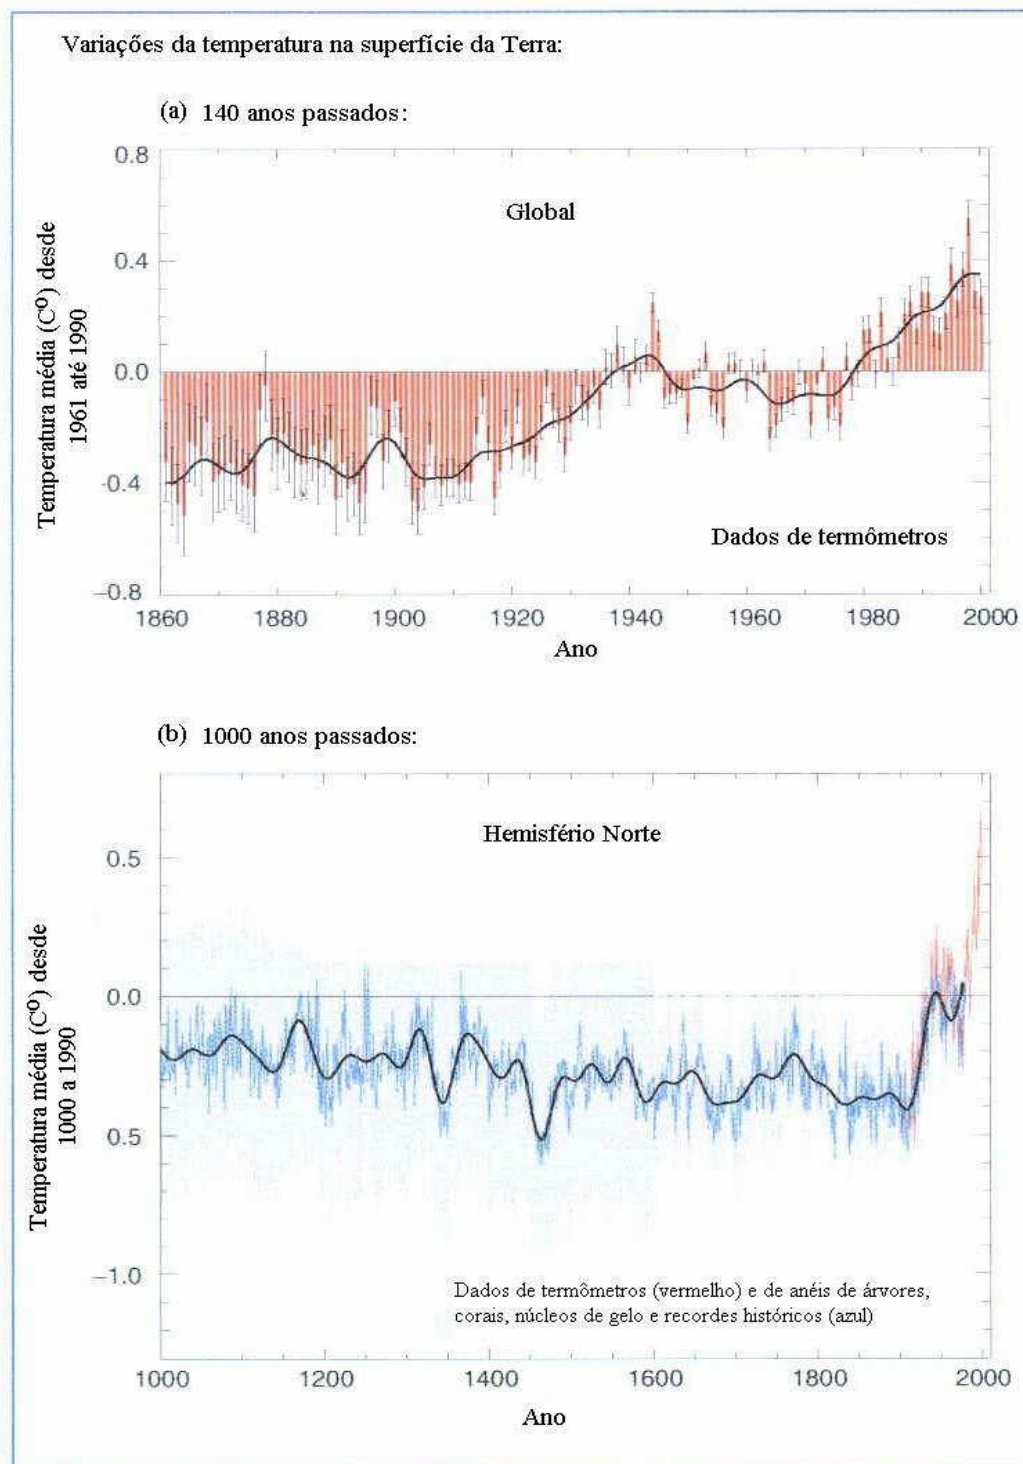 Variações da temperatura na superfície da Terra:
(a) 140 anos passados:
Global
Temperatura média (Cº) desde
1961 até 1990
0.8
0.4
0.0
-0.4
−0.8
Dados de termômetros
1860 1880 1900 1920 1940 1960 1980 2000
Ano
(b) 1000 anos passados:
Hemisfério Norte
Temperatura média (Cº) desde
1000 a 1990
0.5
0.0
0.5
−1.0
Dados de termômetros (vermelho) e de anéis de árvores,
corais, núcleos de gelo e recordes históricos (azul)
1000 1200 1400 1600 1800 2000
Ano